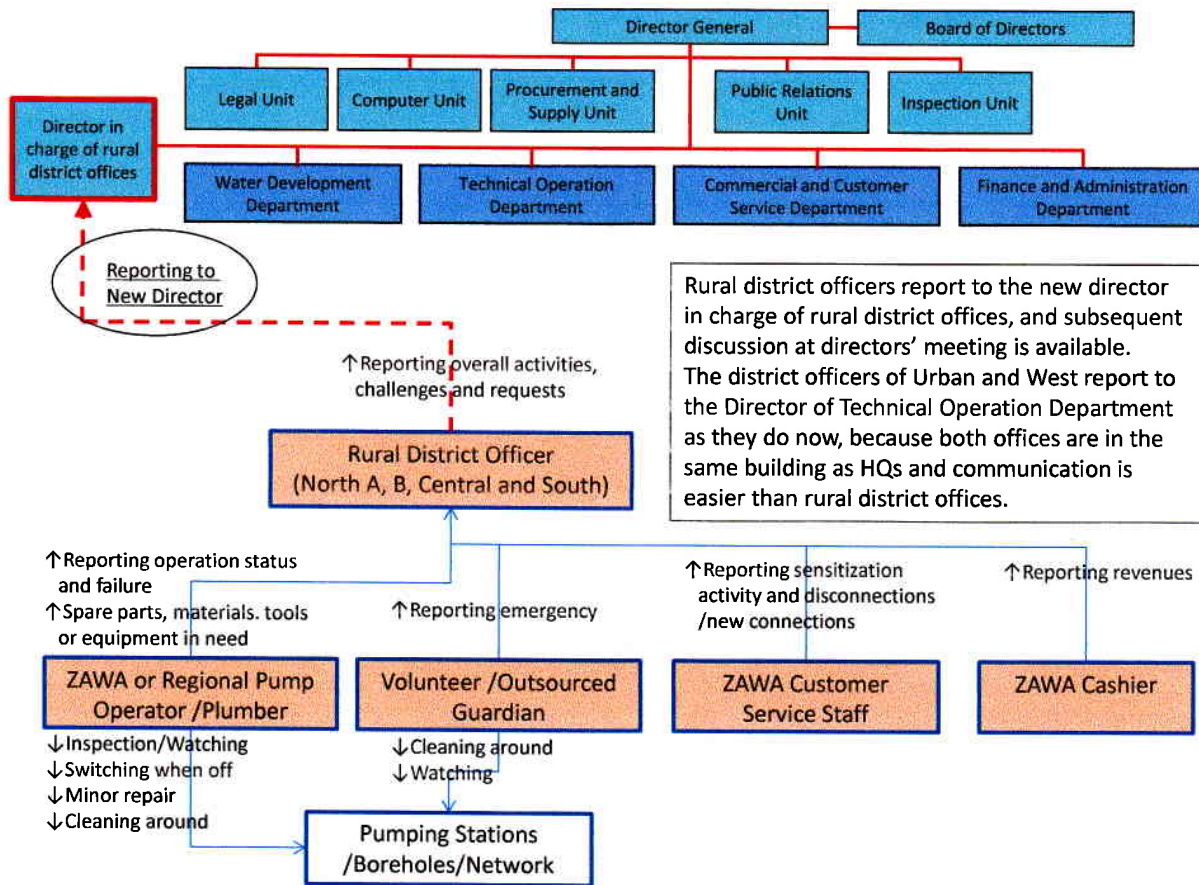 Director General
Board of Directors
Legal Unit
Computer Unit
Procurement and
Supply Unit
Public Relations
Unit
Inspection Unit
Director in
charge of rural
district offices
Water Development
Department
Technical Operation
Department
Commercial and Customer
Service Department
Finance and Administration
Department
Reporting to
New Director
Rural district officers report to the new director
in charge of rural district offices, and subsequent
discussion at directors' meeting is available.
The district officers of Urban and West report to
the Director of Technical Operation Department
as they do now, because both offices are in the
same building as HQs and communication is
easier than rural district offices.
↑Reporting overall activities,
challenges and requests
Rural District Officer
(North A, B, Central and South)
↑Reporting operation status
and failure
↑Spare parts, materials. tools
or equipment in need
↑Reporting emergency
↑Reporting sensitization
activity and disconnections
/new connections
↑Reporting revenues
ZAWA or Regional Pump
Operator /Plumber
Volunteer /Outsourced
Guardian
ZAWA Customer
Service Staff
ZAWA Cashier
↓Inspection/Watching
↓Switching when off
↓Minor repair
↓Cleaning around
↓Cleaning around
↓Watching
Pumping Stations
/Boreholes/Network